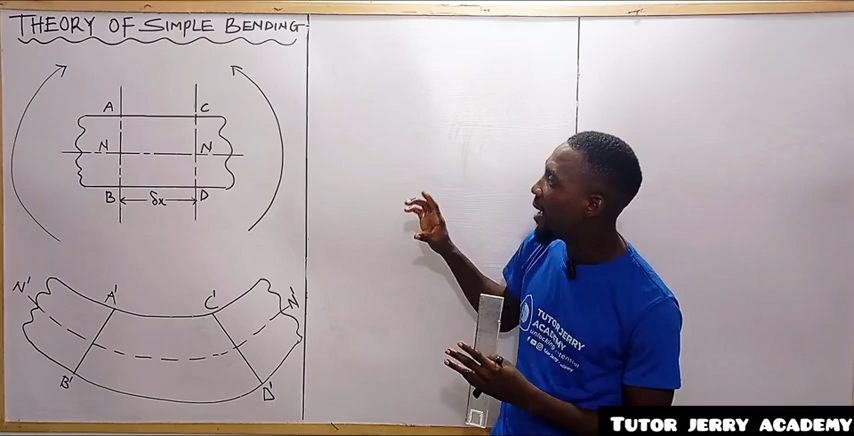 THEORY OF SIMPLE BENDING
A C
N N
B δx D
N' A' C' N'
B' D'
TUTOR JERRY
ACADEMY
TUTOR JERRY ACADEMY